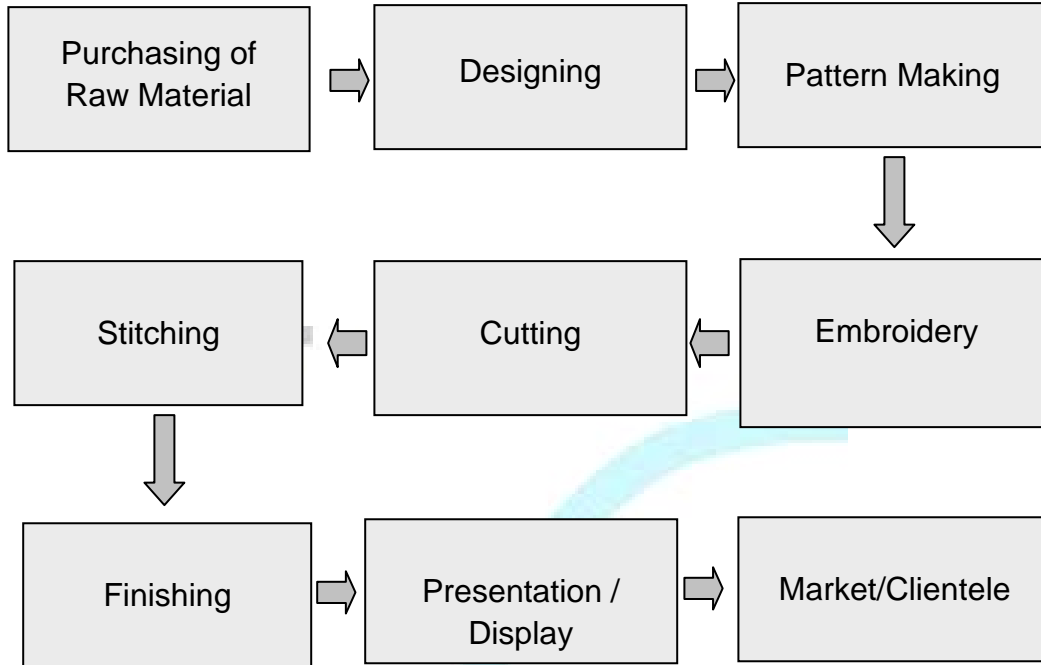 Purchasing of
Raw Material
Designing
Pattern Making
Stitching
Cutting
Embroidery
Finishing
Presentation /
Display
Market/Clientele